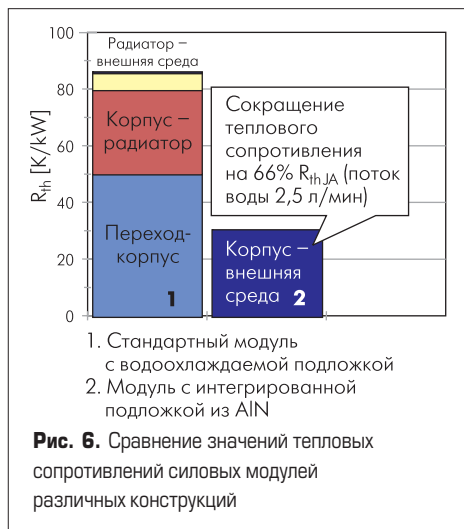 100
80
60
40
20
0
R_th [K/kW]
Радиатор –
внешняя среда
Корпус –
радиатор
Переход-
корпус
1
Сокращение
теплового
сопротивления
на 66% R_thJA (поток
воды 2,5 л/мин)
Корпус –
внешняя
среда 2
1. Стандартный модуль
с водоохлаждаемой подложкой
2. Модуль с интегрированной
подложкой из AlN
Рис. 6. Сравнение значений тепловых
сопротивлений силовых модулей
различных конструкций